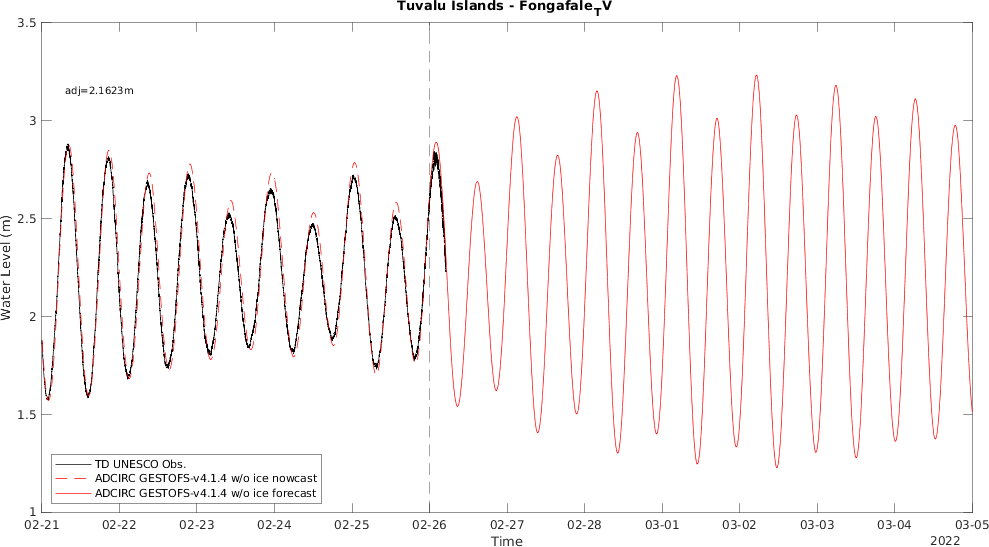 Tuvalu Islands - Fongafale_TV
adj=2.1623m
3.5
3
2.5
2
1.5
1
Water Level (m)
TD UNESCO Obs.
ADCIRC GESTOFS-v4.1.4 w/o ice nowcast
ADCIRC GESTOFS-v4.1.4 w/o ice forecast
02-21 02-22 02-23 02-24 02-25 02-26 02-27 02-28 03-01 03-02 03-03 03-04 03-05
Time
2022